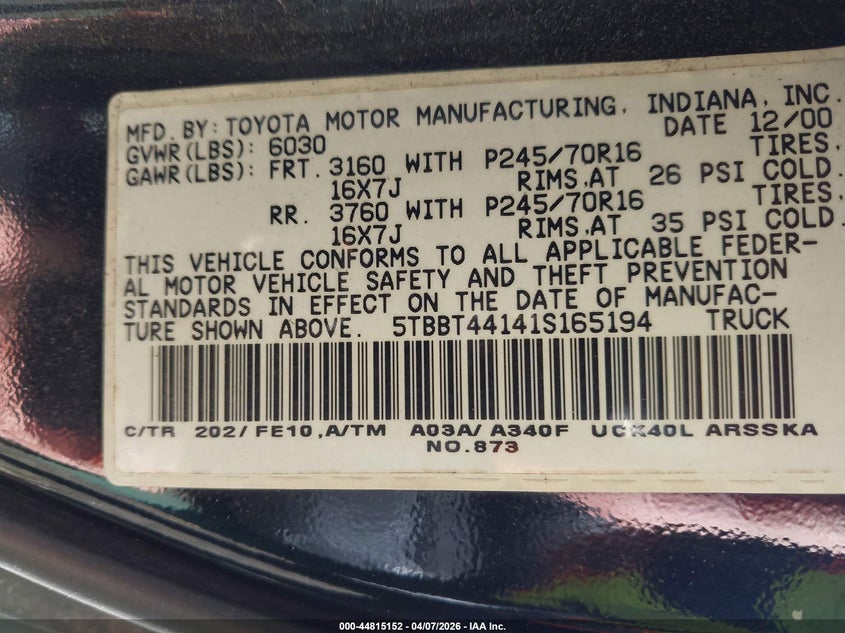 MFD. BY: TOYOTA MOTOR MANUFACTURING, INDIANA, INC.
DATE 12/00
GVWR(LBS): 6030
GAWR(LBS): FRT. 3160 WITH P245/70R16 TIRES,
16X7J RIMS,AT 26 PSI COLD.
RR. 3760 WITH P245/70R16 TIRES,
16X7J RIMS,AT 35 PSI COLD.
THIS VEHICLE CONFORMS TO ALL APPLICABLE FEDER-
AL MOTOR VEHICLE SAFETY AND THEFT PREVENTION
STANDARDS IN EFFECT ON THE DATE OF MANUFAC-
TURE SHOWN ABOVE. 5TBBT44141S165194 TRUCK
C/TR 202/ FE10 ,A/TM A03A/ A340F UCK40L ARSSKA
NO.873
000-44815152 - 04/07/2026 - IAA Inc.